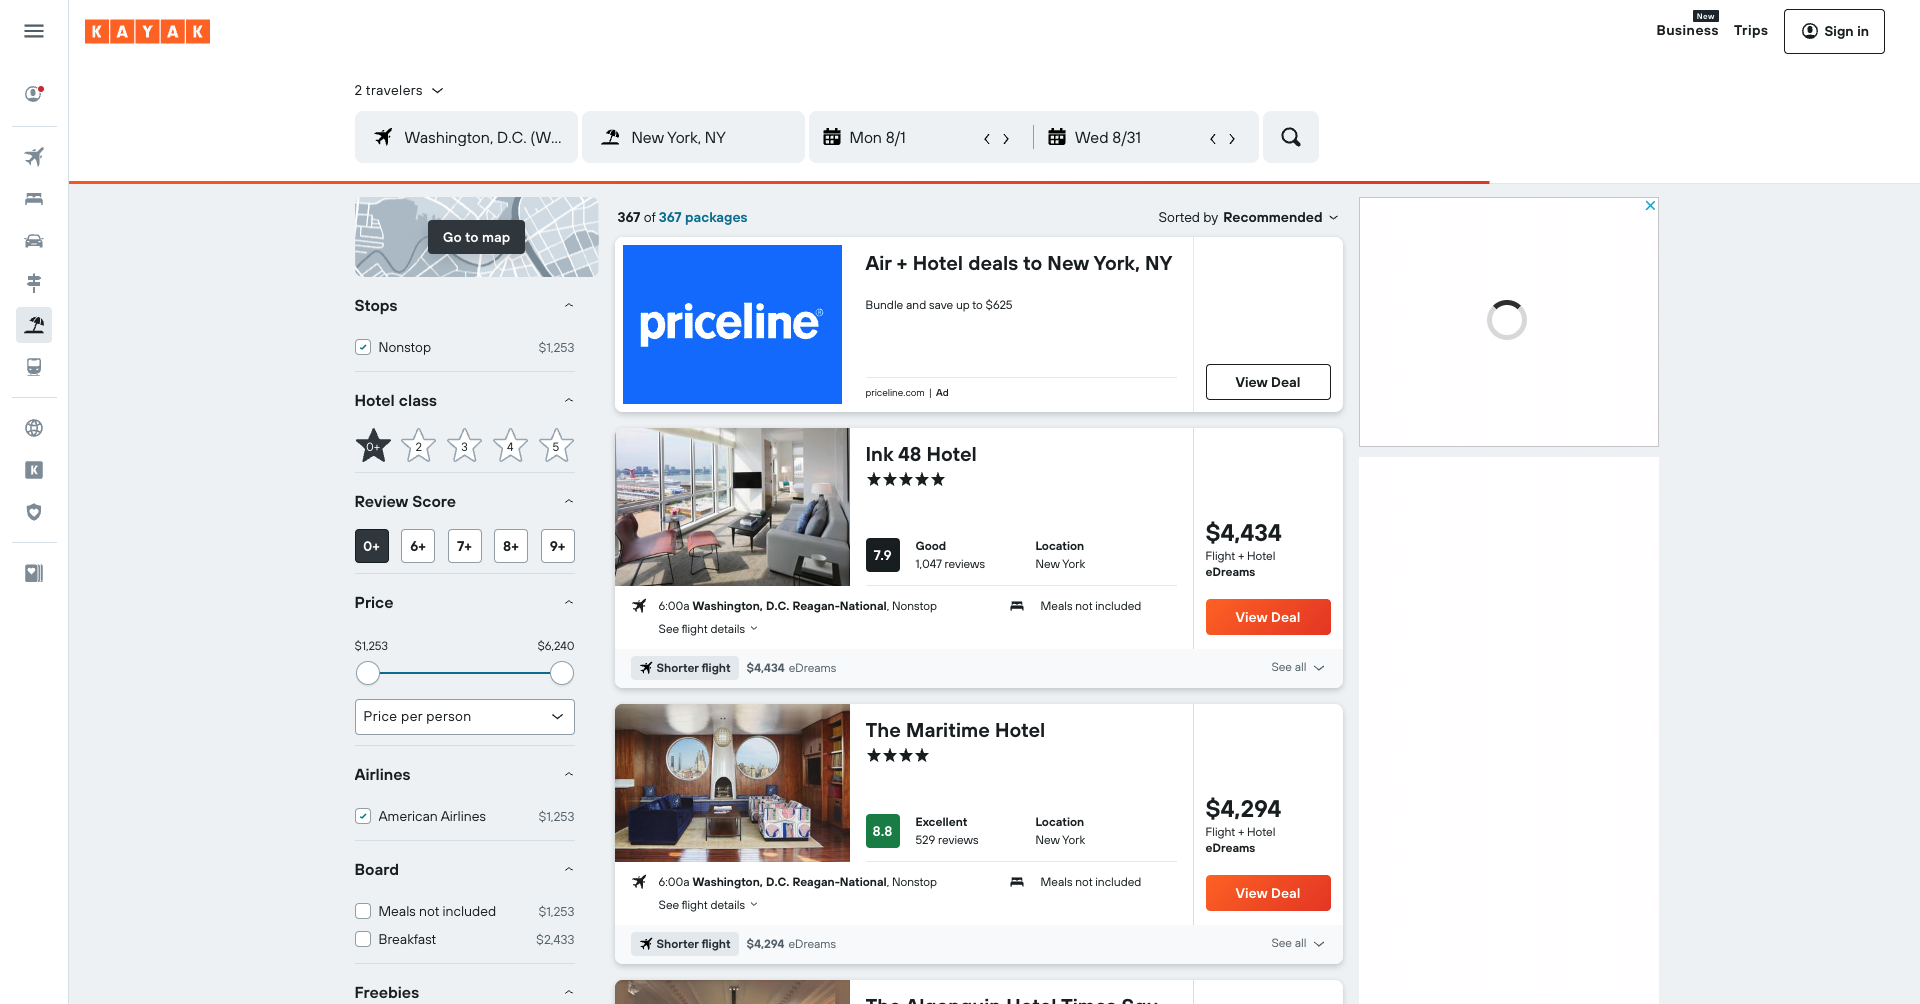 KAYAK
New
Business
Trips
Sign in
2 travelers
Washington, D.C. (W...
New York, NY
Mon 8/1
Wed 8/31
Go to map
Stops
Nonstop
$1,253
Hotel class
0+
2
3
4
5
Review Score
0+
6+
7+
8+
9+
Price
$1,253
$6,240
Price per person
Airlines
American Airlines
$1,253
Board
Meals not included
$1,253
Breakfast
$2,433
Freebies
K
367 of 367 packages
Sorted by Recommended
priceline®
Air + Hotel deals to New York, NY
Bundle and save up to $625
priceline.com | Ad
View Deal
Ink 48 Hotel
7.9
Good
1,047 reviews
Location
New York
$4,434
Flight + Hotel
eDreams
View Deal
6:00a Washington, D.C. Reagan-National, Nonstop
Meals not included
See flight details
Shorter flight
$4,434 eDreams
See all
The Maritime Hotel
8.8
Excellent
529 reviews
Location
New York
$4,294
Flight + Hotel
eDreams
View Deal
6:00a Washington, D.C. Reagan-National, Nonstop
Meals not included
See flight details
Shorter flight
$4,294 eDreams
See all
The Algonquin Hotel Times Squ